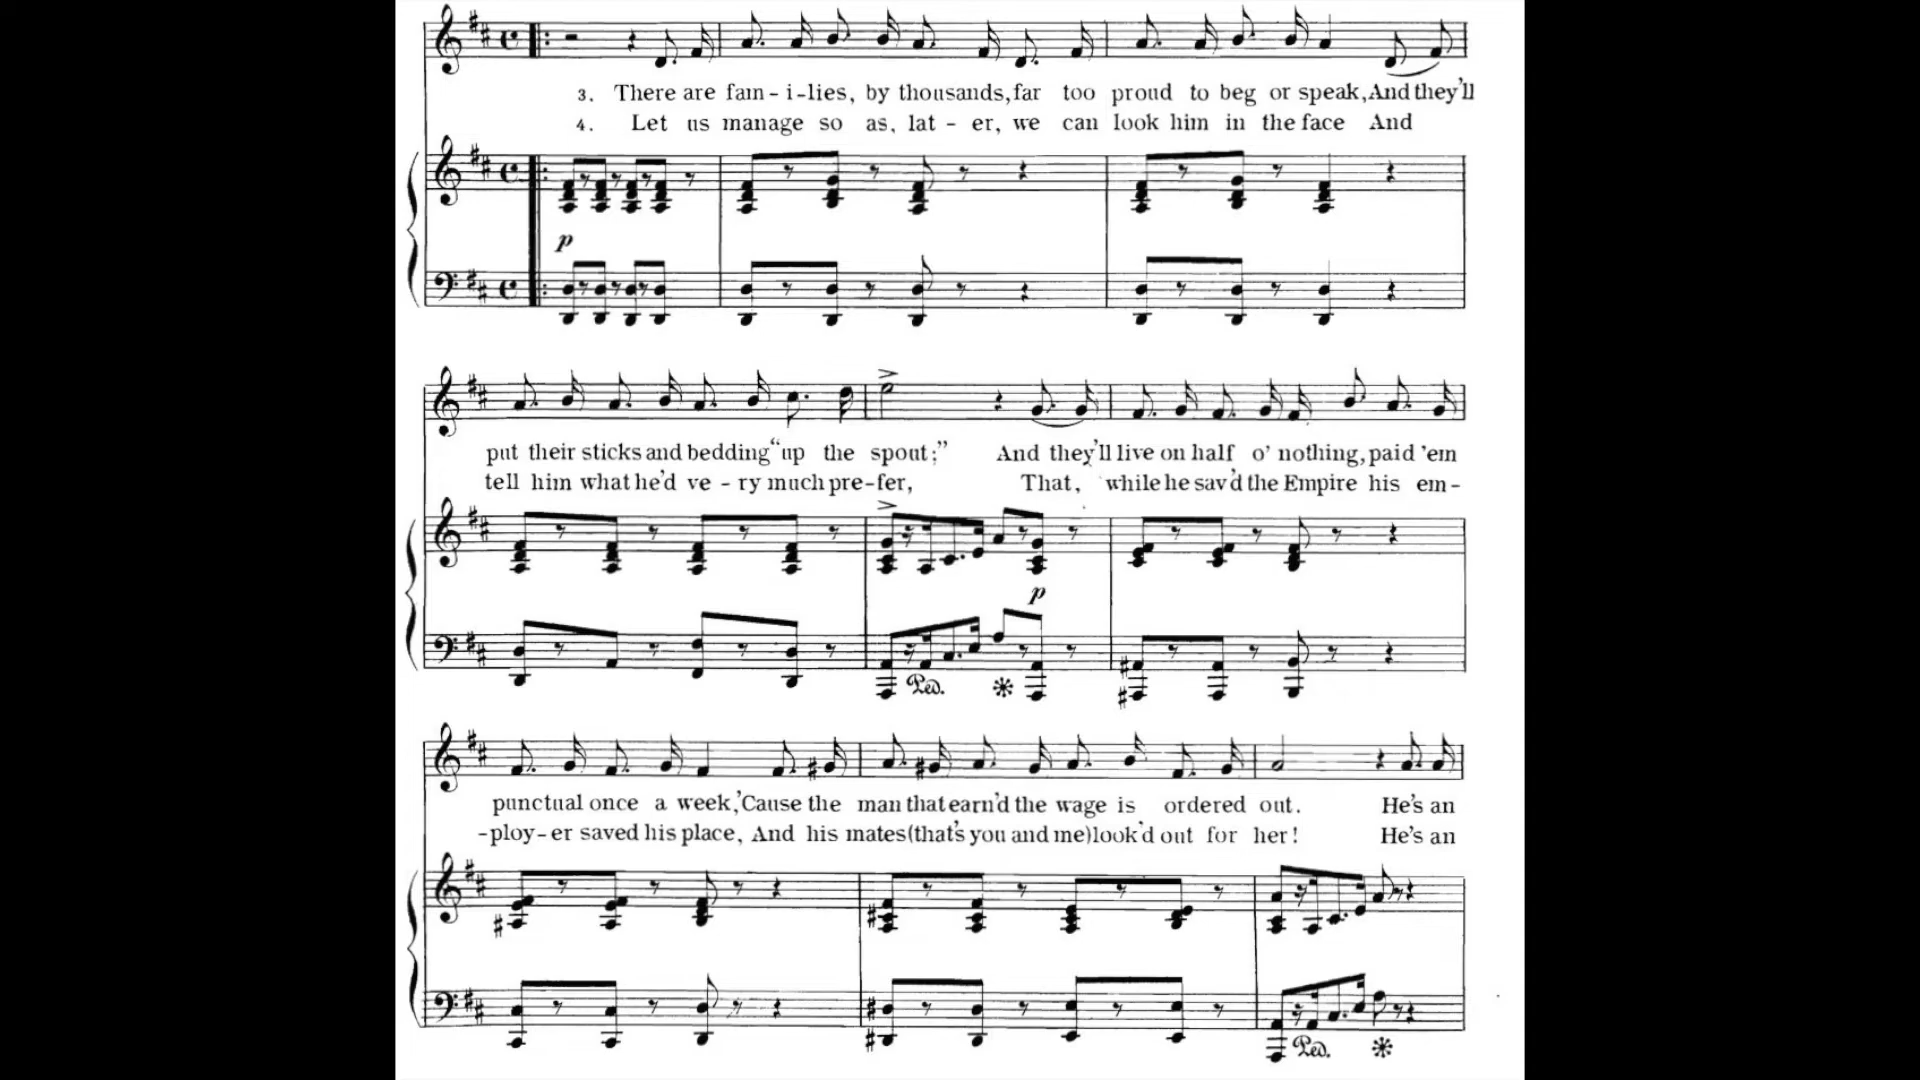 3. There are fam - i - lies, by thousands, far too proud to beg or speak, And they'll
4. Let us manage so as, lat - er, we can look him in the face And
p
put their sticks and bedding "up the spout;" And they'll live on half o' nothing, paid 'em
tell him what he'd ve - ry much pre-fer, That, while he sav'd the Empire his em-
p
Ped.
punctual once a week, 'Cause the man that earn'd the wage is ordered out. He's an
-ploy-er saved his place, And his mates (that's you and me) look'd out for her! He's an
Ped.